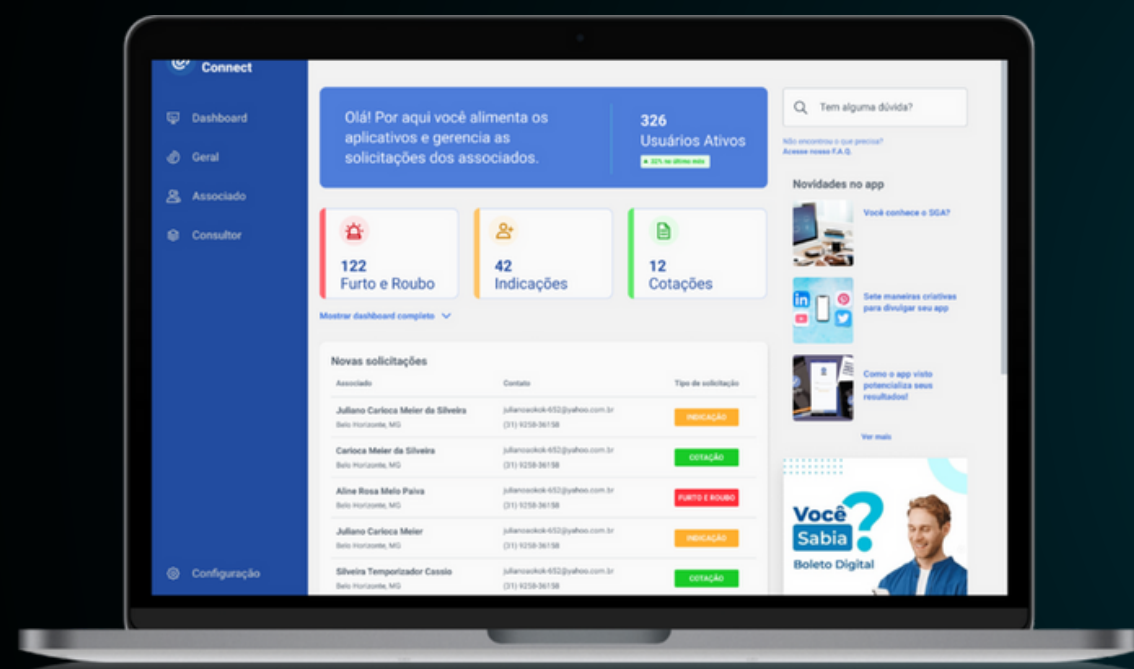 Connect
Dashboard
Geral
Associado
Consultor
Configuração
Olá! Por aqui você alimenta os
aplicativos e gerencia as
solicitações dos associados.
326
Usuários Ativos
32% no último mês
122
Furto e Roubo
42
Indicações
12
Cotações
Mostrar dashboard completo
Novas solicitações
Associado Contato Tipo de solicitação
Juliano Carioca Meier da Silveira
Belo Horizonte, MG
julianoaokok-652@yahoo.com.br
(31) 9258-36158
INDICAÇÃO
Carioca Meier da Silveira
Belo Horizonte, MG
julianoaokok-652@yahoo.com.br
(31) 9258-36158
COTAÇÃO
Aline Rosa Melo Paiva
Belo Horizonte, MG
julianoaokok-652@yahoo.com.br
(31) 9258-36158
FURTO E ROUBO
Juliano Carioca Meier
Belo Horizonte, MG
julianoaokok-652@yahoo.com.br
(31) 9258-36158
INDICAÇÃO
Silveira Temporizador Cassio
Belo Horizonte, MG
julianoaokok-652@yahoo.com.br
(31) 9258-36158
COTAÇÃO
Tem alguma dúvida?
Não encontrou o que precisa?
Acesse nosso F.A.Q.
Novidades no app
Você conhece o SGA?
Sete maneiras criativas
para divulgar seu app
Como o app visto
potencializa seus
resultados!
Ver mais
Você
Sabia
?
Boleto Digital